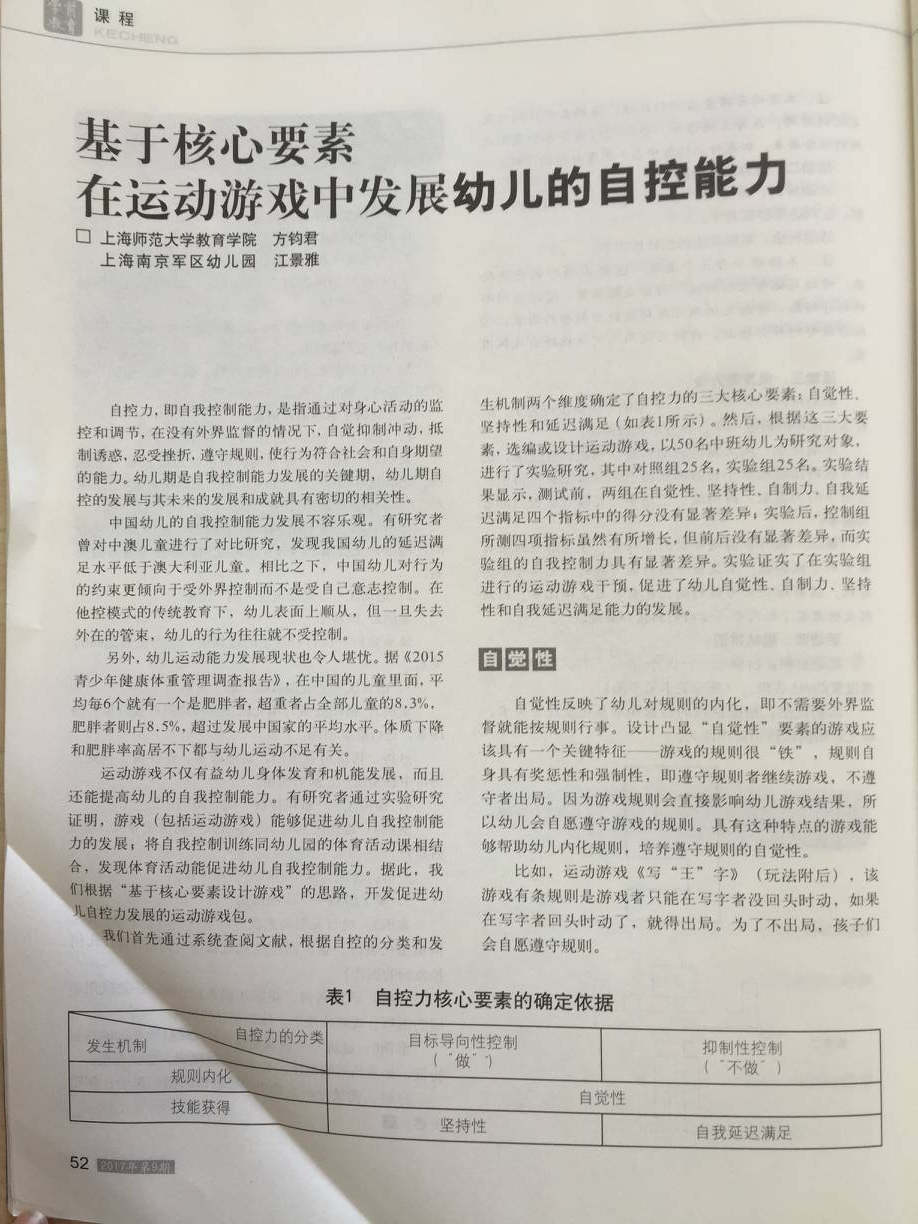 学前
教育
课程
KECHENG
基于核心要素
在运动游戏中发展幼儿的自控能力
□ 上海师范大学教育学院 方钧君
上海南京军区幼儿园 江景雅
自控力，即自我控制能力，是指通过对身心活动的监
控和调节，在没有外界监督的情况下，自觉抑制冲动，抵
制诱惑，忍受挫折，遵守规则，使行为符合社会和自身期望
的能力。幼儿期是自我控制能力发展的关键期，幼儿期自
控的发展与其未来的发展和成就具有密切的相关性。
中国幼儿的自我控制能力发展不容乐观。有研究者
曾对中澳儿童进行了对比研究，发现我国幼儿的延迟满
足水平低于澳大利亚儿童。相比之下，中国幼儿对行为
的约束更倾向于受外界控制而不是受自己意志控制。在
他控模式的传统教育下，幼儿表面上顺从，但一旦失去
外在的管束，幼儿的行为往往就不受控制。
另外，幼儿运动能力发展现状也令人堪忧。据《2015
青少年健康体重管理调查报告》，在中国的儿童里面，平
均每6个就有一个是肥胖者，超重者占全部儿童的8.3%，
肥胖者则占8.5%，超过发展中国家的平均水平。体质下降
和肥胖率高居不下都与幼儿运动不足有关。
运动游戏不仅有益幼儿身体发育和机能发展，而且
还能提高幼儿的自我控制能力。有研究者通过实验研究
证明，游戏（包括运动游戏）能够促进幼儿自我控制能
力的发展；将自我控制训练同幼儿园的体育活动课相结
合，发现体育活动能促进幼儿自我控制能力。据此，我
们根据“基于核心要素设计游戏”的思路，开发促进幼
儿自控力发展的运动游戏包。
我们首先通过系统查阅文献，根据自控的分类和发
生机制两个维度确定了自控力的三大核心要素：自觉性、
坚持性和延迟满足（如表1所示）。然后，根据这三大要
素，选编或设计运动游戏，以50名中班幼儿为研究对象，
进行了实验研究，其中对照组25名，实验组25名。实验结
果显示，测试前，两组在自觉性、坚持性、自制力、自我延
迟满足四个指标中的得分没有显著差异；实验后，控制组
所测四项指标虽然有所增长，但前后没有显著差异，而实
验组的自我控制力具有显著差异。实验证实了在实验组
进行的运动游戏干预，促进了幼儿自觉性、自制力、坚持
性和自我延迟满足能力的发展。
自觉性
自觉性反映了幼儿对规则的内化，即不需要外界监
督就能按规则行事。设计凸显“自觉性”要素的游戏应
该具有一个关键特征——游戏的规则很“铁”，规则自
身具有奖惩性和强制性，即遵守规则者继续游戏，不遵
守者出局。因为游戏规则会直接影响幼儿游戏结果，所
以幼儿会自愿遵守游戏的规则。具有这种特点的游戏能
够帮助幼儿内化规则，培养遵守规则的自觉性。
比如，运动游戏《写“王”字》（玩法附后），该
游戏有条规则是游戏者只能在写字者没回头时动，如果
在写字者回头时动了，就得出局。为了不出局，孩子们
会自愿遵守规则。
表1 自控力核心要素的确定依据
自控力的分类
发生机制
目标导向性控制
（“做”）
抑制性控制
（“不做”）
规则内化
自觉性
技能获得
坚持性
自我延迟满足
52 2017年第9期